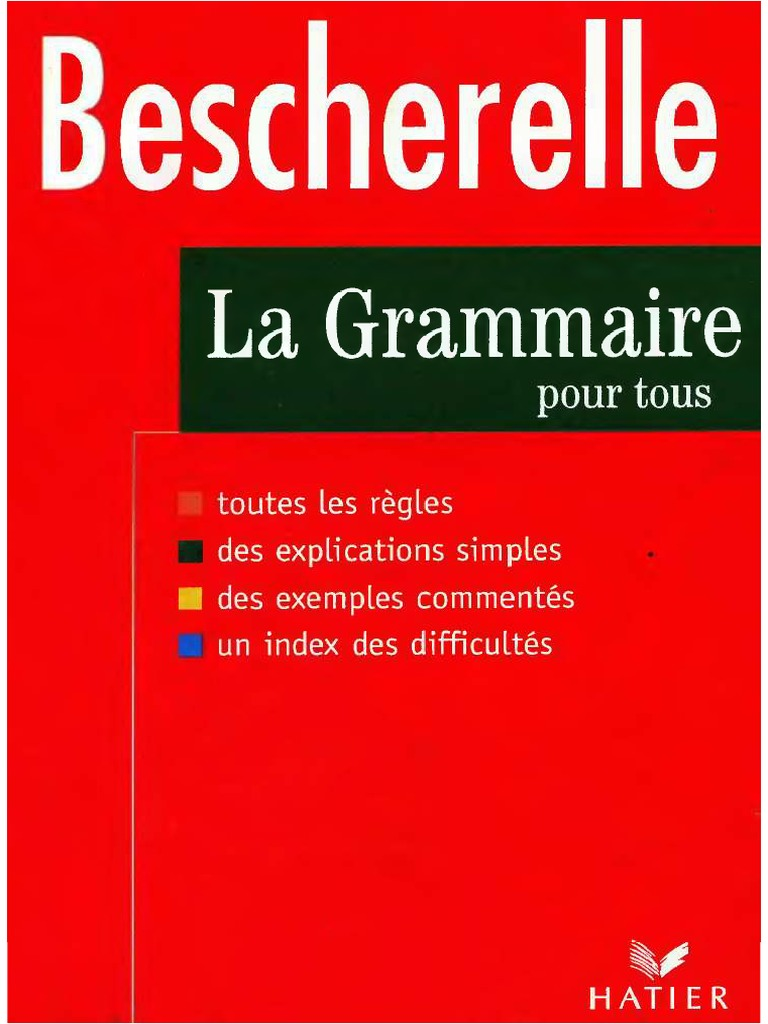 Bescherelle
La Grammaire
pour tous
toutes les règles
des explications simples
des exemples commentés
un index des difficultés
HATIER